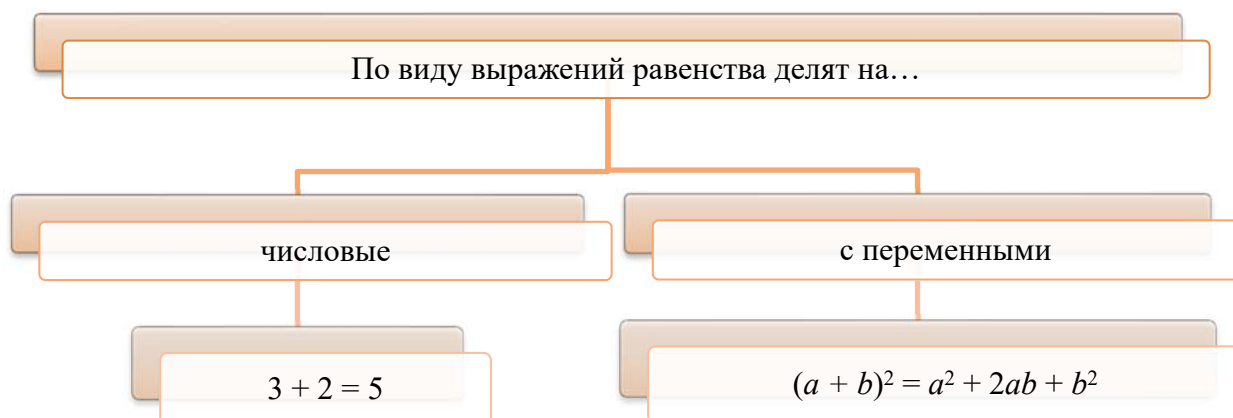 По виду выражений равенства делят на…
числовые
с переменными
3 + 2 = 5
(a + b)² = a² + 2ab + b²